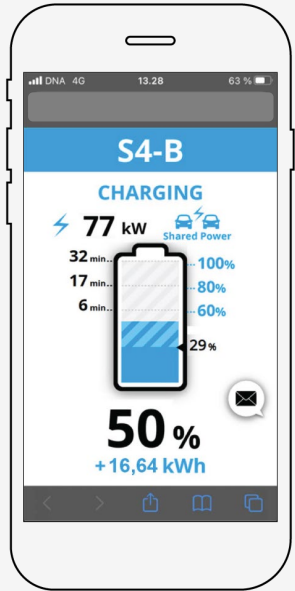 DNA 4G 13.28 63 %
S4-B
CHARGING
77 kW
Shared Power
32 min. 100%
17 min. 80%
6 min. 60%
29 %
50 %
+16,64 kWh